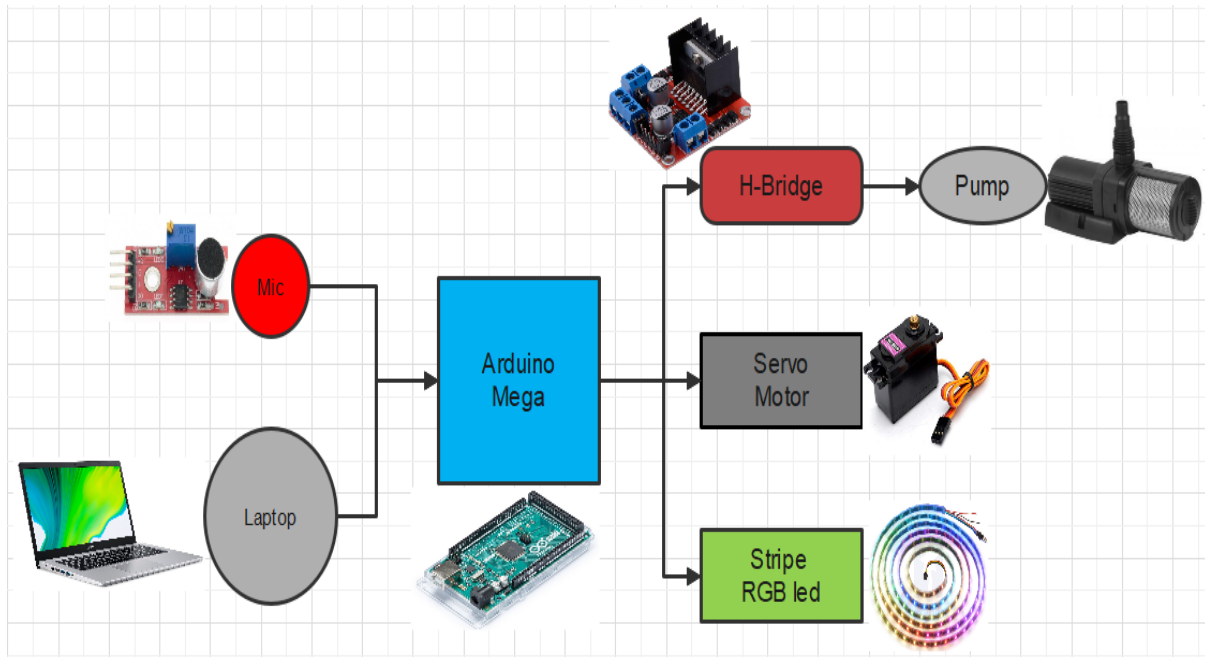 H-Bridge
Pump
Mic
Arduino
Mega
Servo
Motor
Laptop
Stripe
RGB led